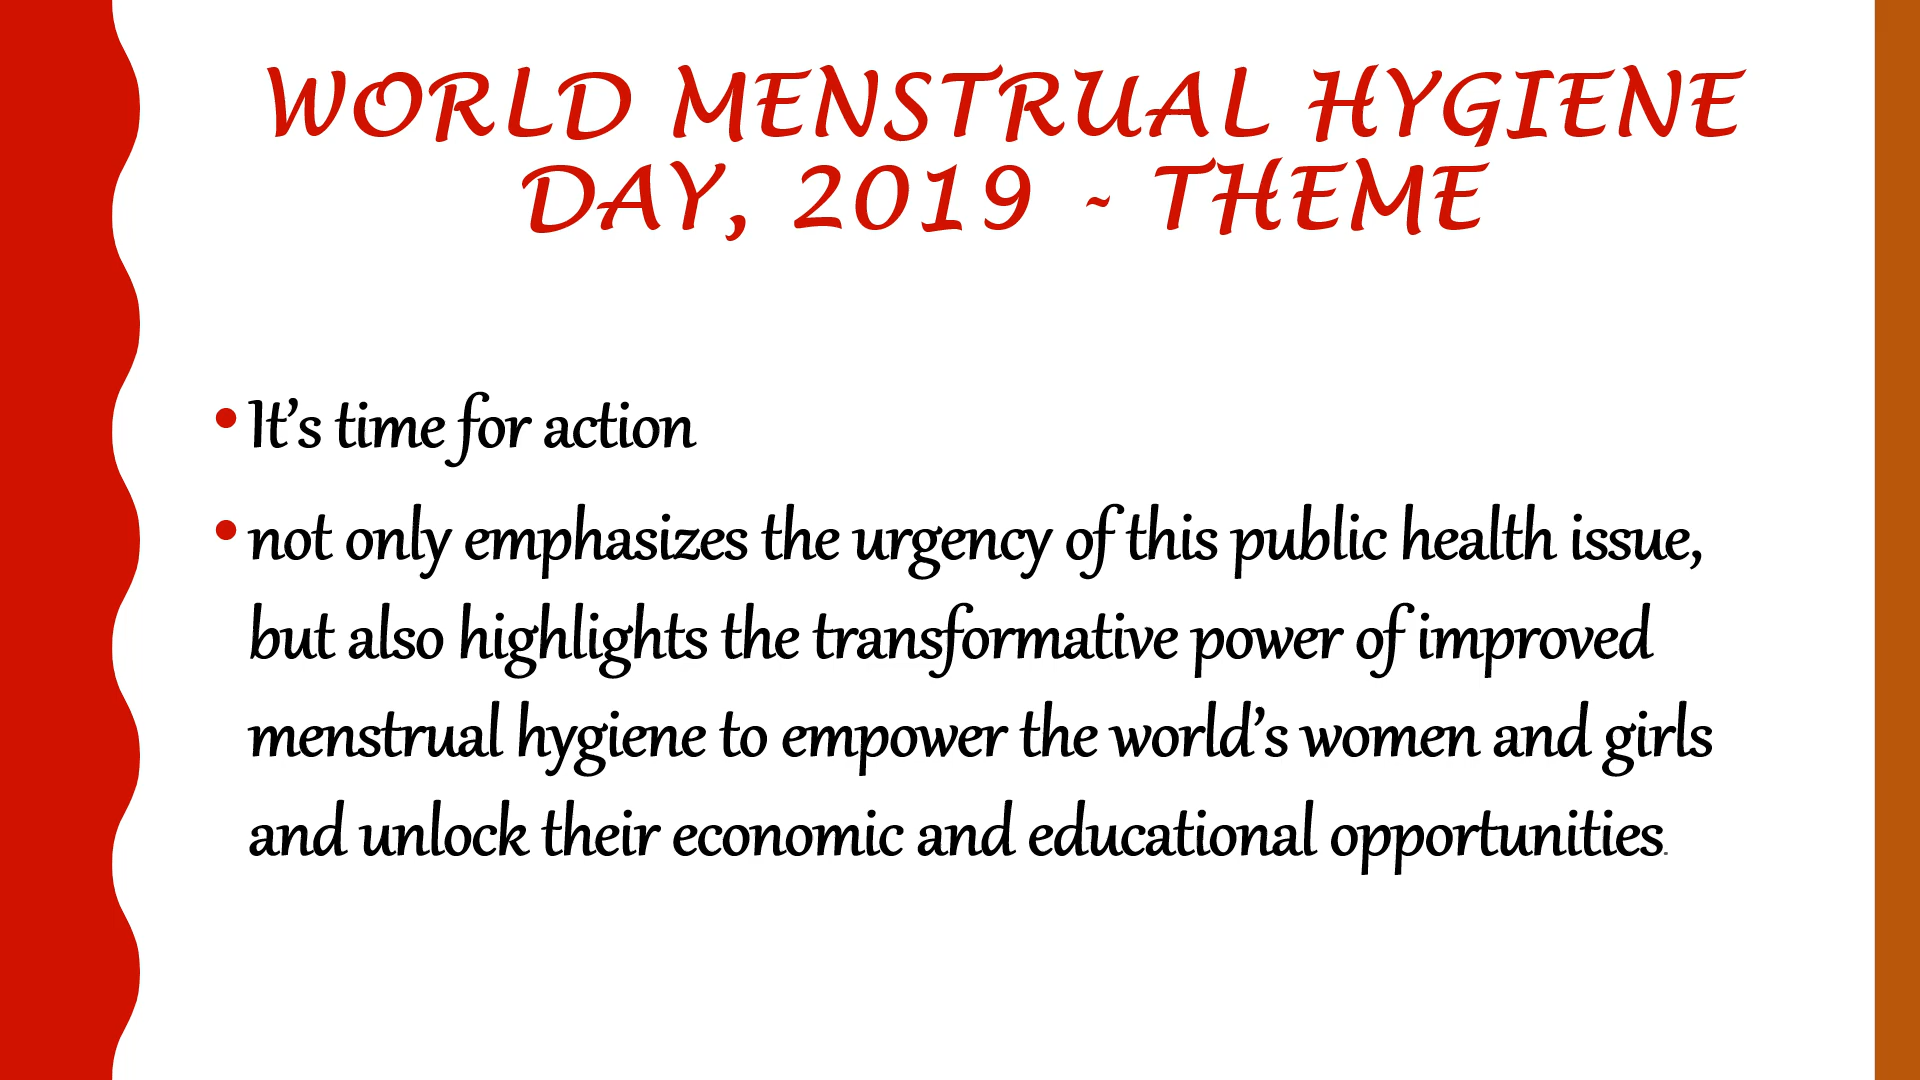 WORLD MENSTRUAL HYGIENE
DAY, 2019 - THEME
• It’s time for action
• not only emphasizes the urgency of this public health issue,
but also highlights the transformative power of improved
menstrual hygiene to empower the world’s women and girls
and unlock their economic and educational opportunities.